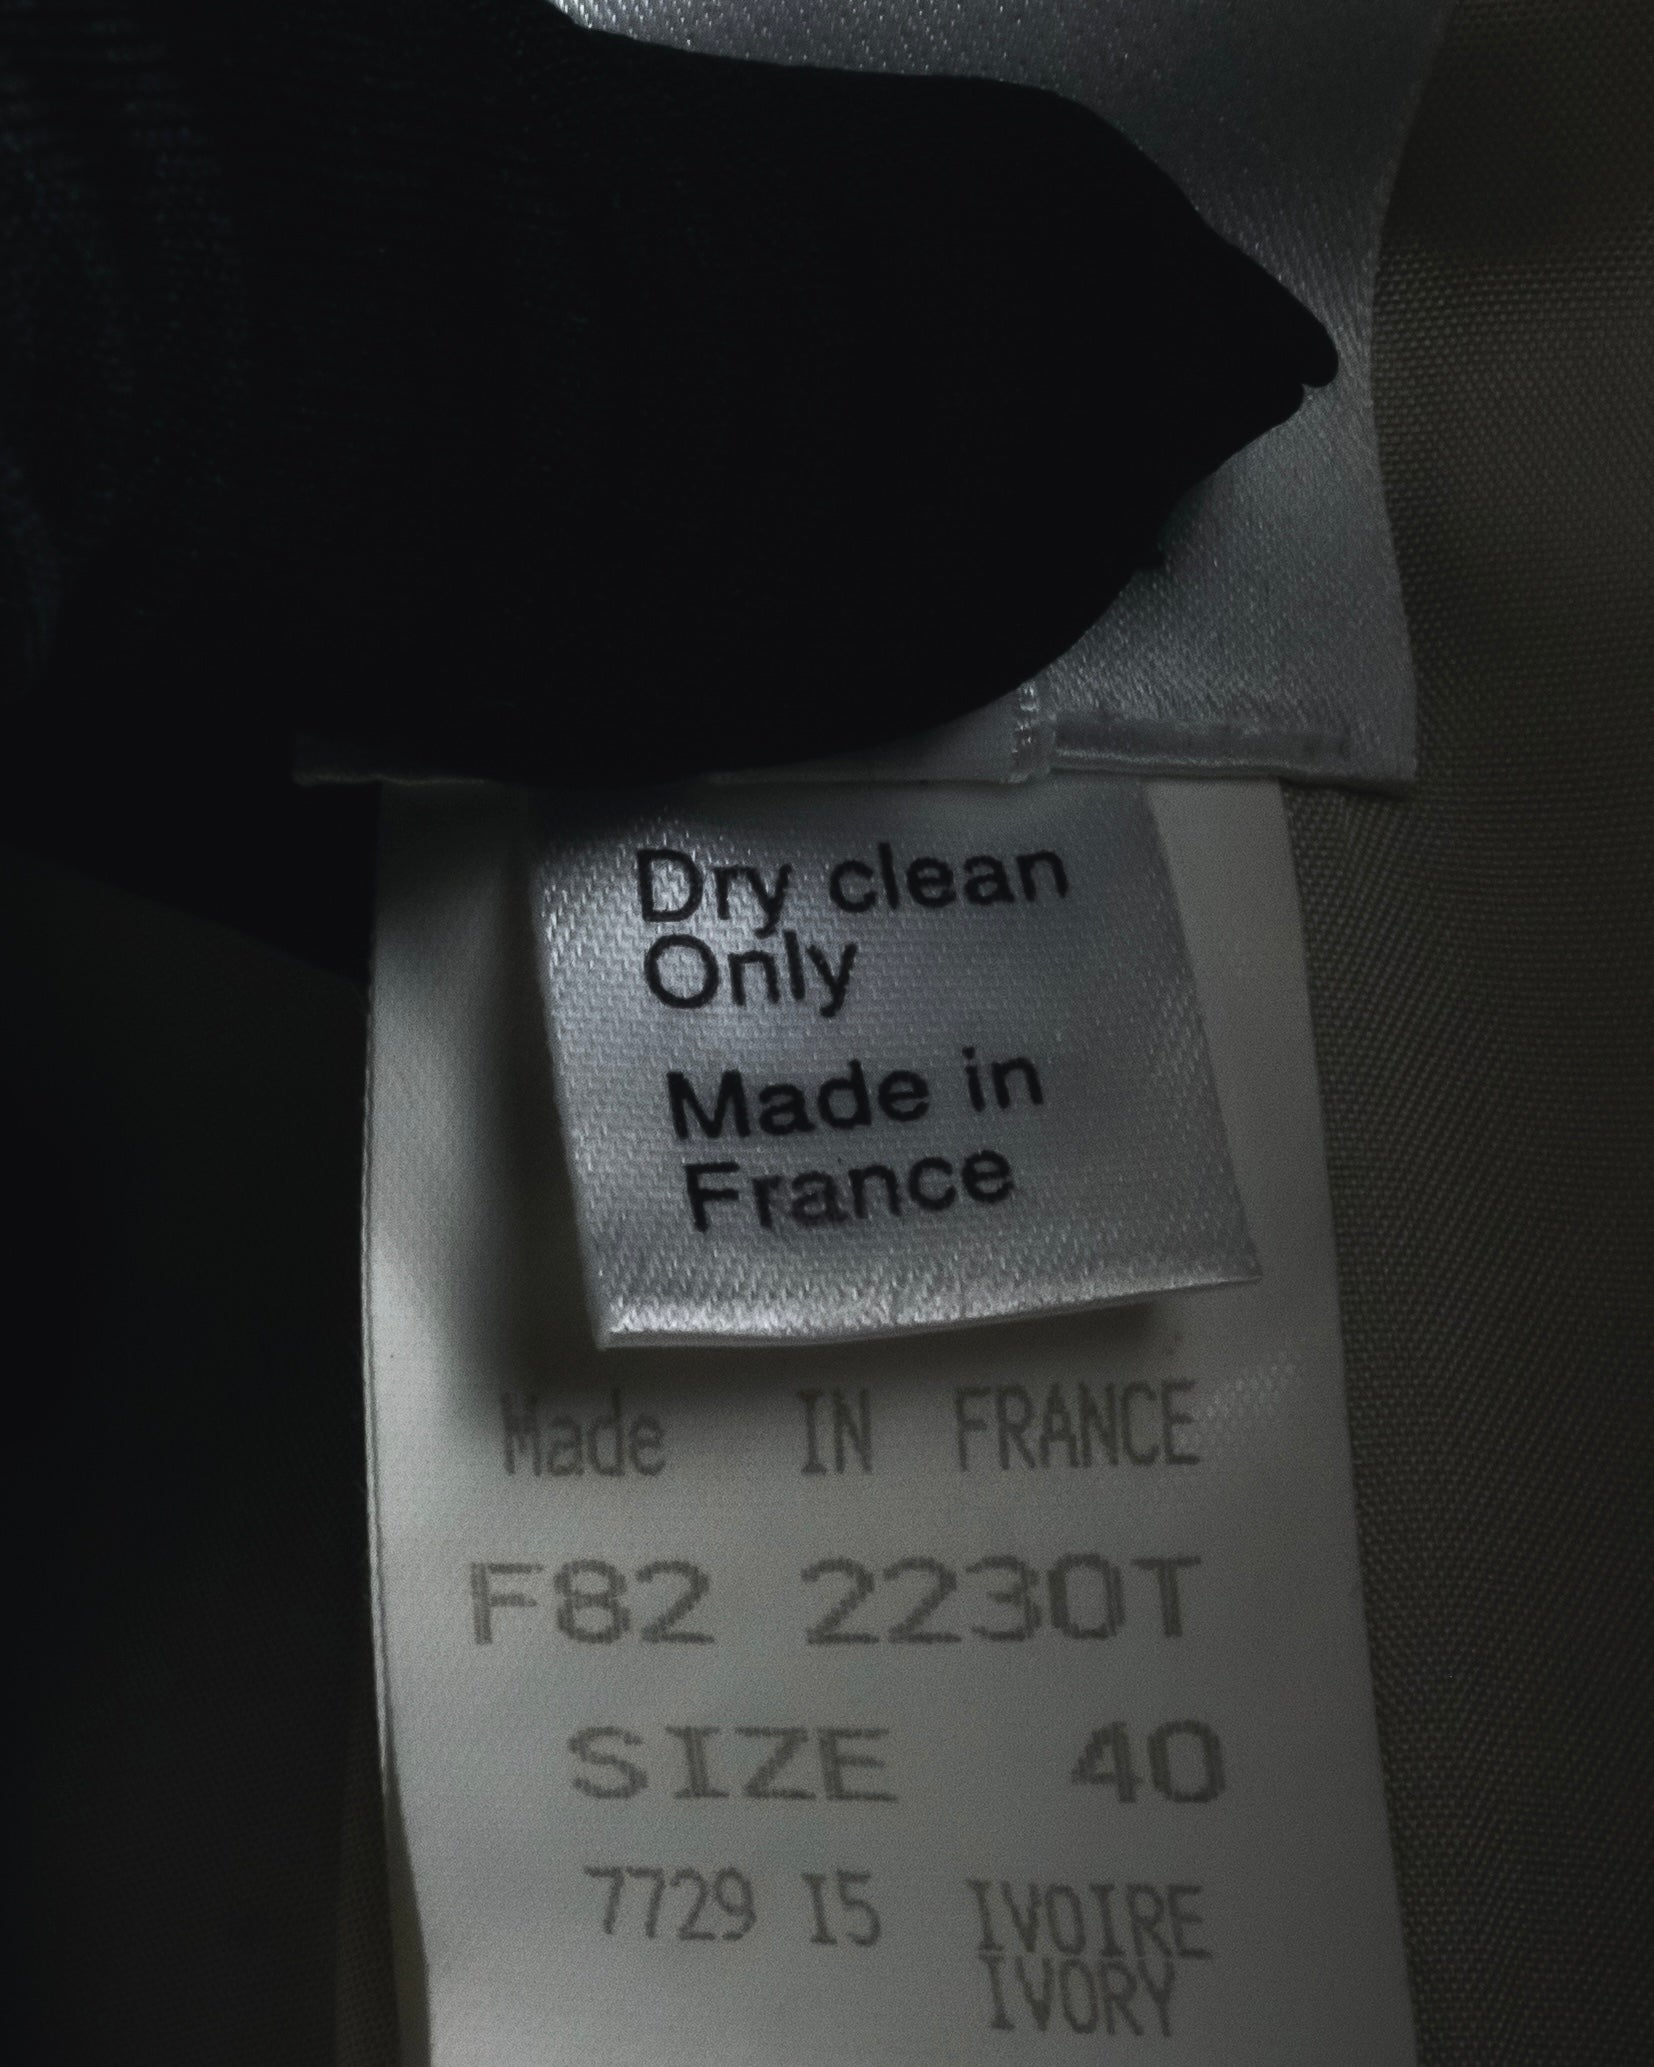 Dry clean
Only
Made in
France
Made IN FRANCE
F82 2230T
SIZE 40
7729 I5 IVOIRE
IVORY